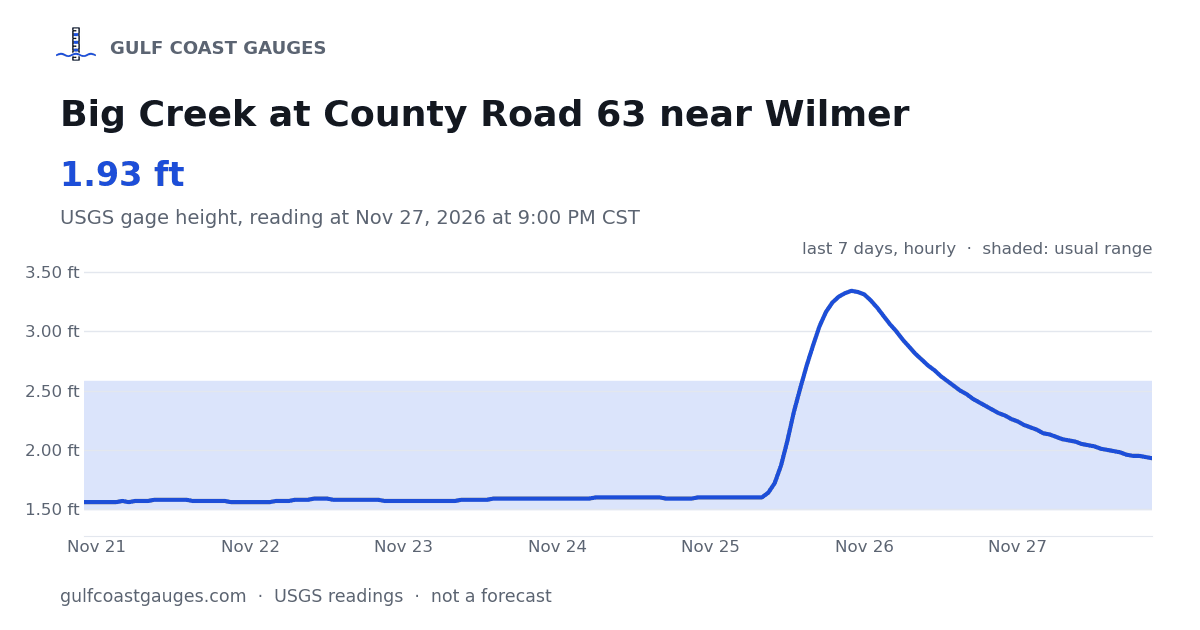 GULF COAST GAUGES
Big Creek at County Road 63 near Wilmer
1.93 ft
USGS gage height, reading at Nov 27, 2026 at 9:00 PM CST
last 7 days, hourly · shaded: usual range
3.50 ft
3.00 ft
2.50 ft
2.00 ft
1.50 ft
Nov 21 Nov 22 Nov 23 Nov 24 Nov 25 Nov 26 Nov 27
gulfcoastgauges.com · USGS readings · not a forecast